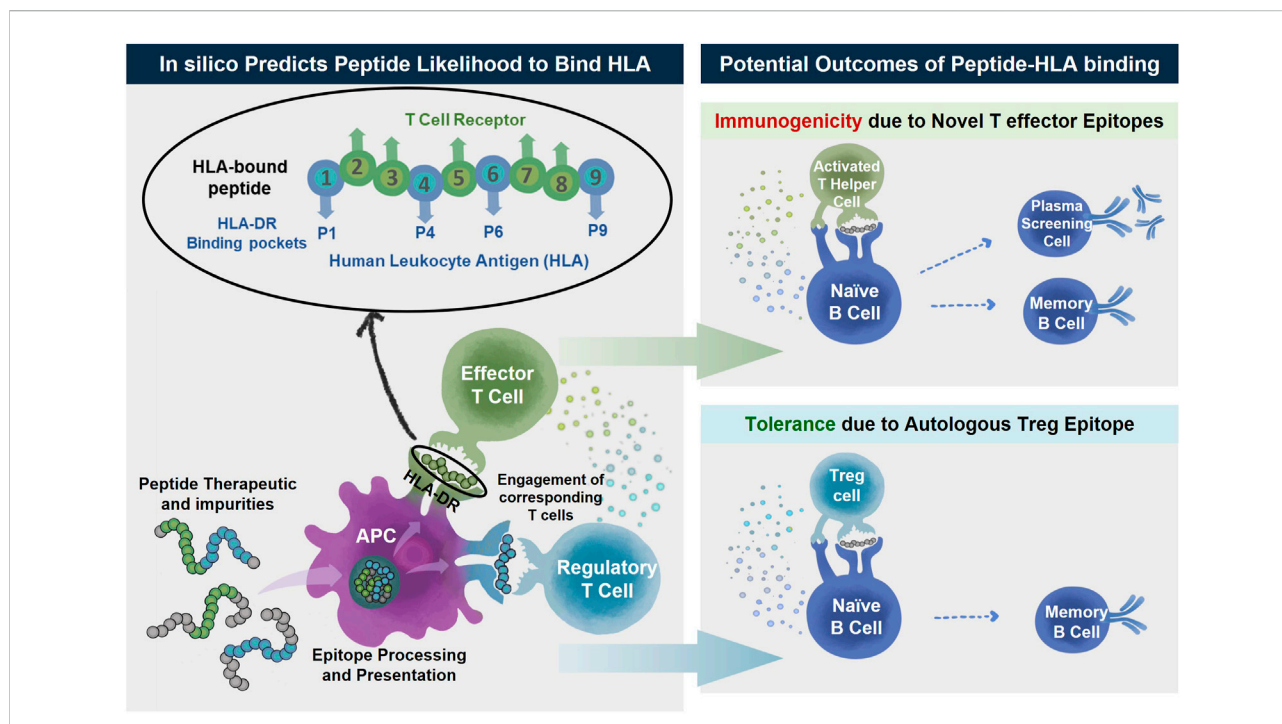 In silico Predicts Peptide Likelihood to Bind HLA
T Cell Receptor
HLA-bound
peptide
1 2 3 4 5 6 7 8 9
HLA-DR
Binding pockets
P1 P4 P6 P9
Human Leukocyte Antigen (HLA)
Effector
T Cell
HLA-DR
Engagement of
corresponding
T cells
Peptide Therapeutic
and impurities
APC
Regulatory
T Cell
Epitope Processing
and Presentation
Potential Outcomes of Peptide-HLA binding
Immunogenicity due to Novel T effector Epitopes
Activated
T Helper
Cell
Naïve
B Cell
Plasma
Screening
Cell
Memory
B Cell
Tolerance due to Autologous Treg Epitope
Treg
cell
Naïve
B Cell
Memory
B Cell